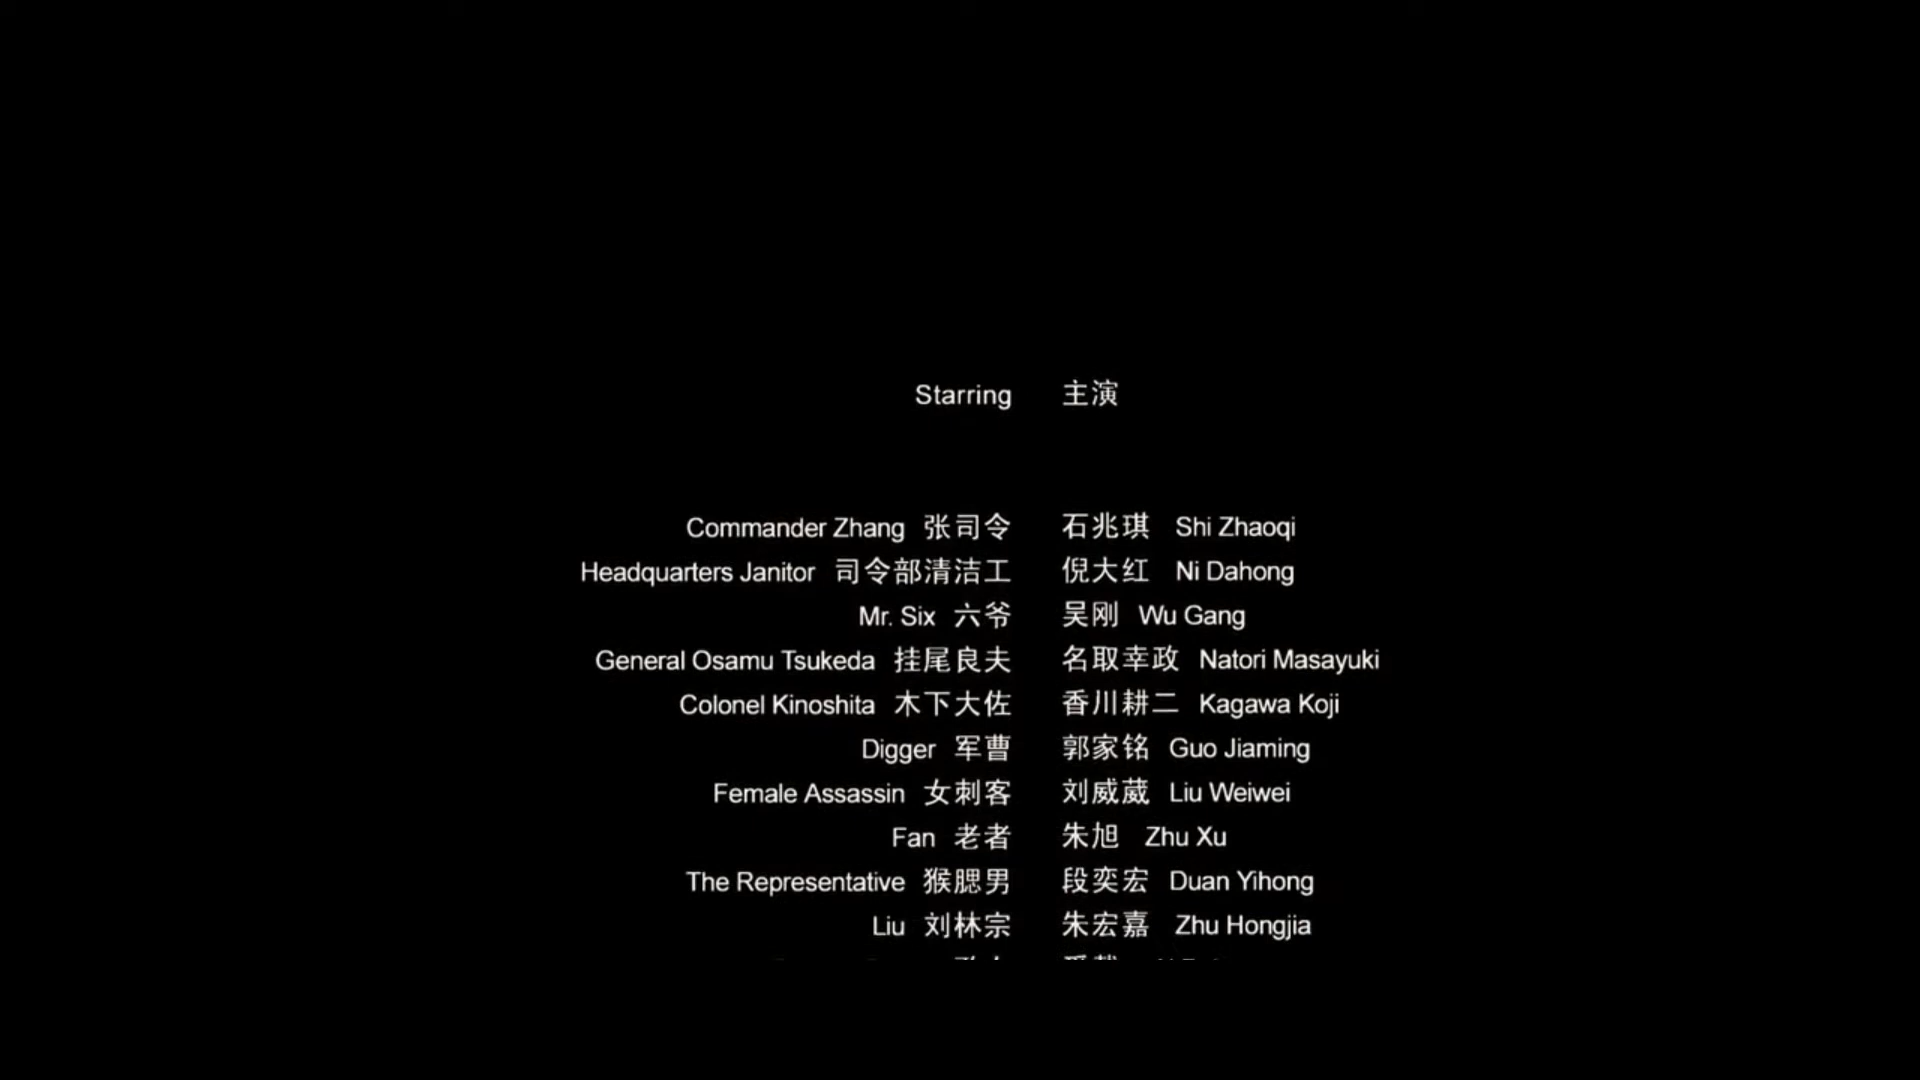 Starring 主演
Commander Zhang 张司令 石兆琪 Shi Zhaoqi
Headquarters Janitor 司令部清洁工 倪大红 Ni Dahong
Mr. Six 六爷 吴刚 Wu Gang
General Osamu Tsukeda 挂尾良夫 名取幸政 Natori Masayuki
Colonel Kinoshita 木下大佐 香川耕二 Kagawa Koji
Digger 军曹 郭家铭 Guo Jiaming
Female Assassin 女刺客 刘威葳 Liu Weiwei
Fan 老者 朱旭 Zhu Xu
The Representative 猴腮男 段奕宏 Duan Yihong
Liu 刘林宗 朱宏嘉 Zhu Hongjia